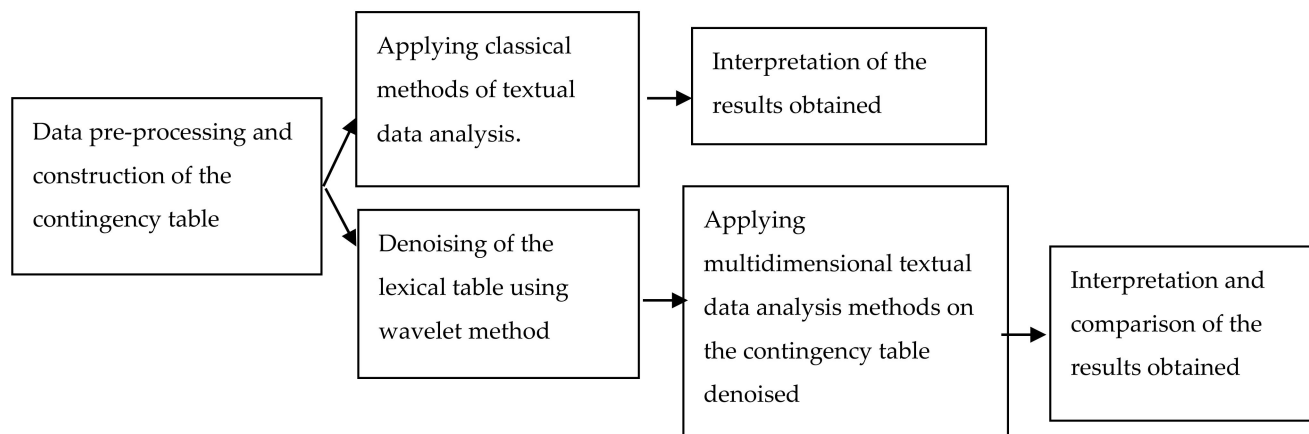 Data pre-processing and
construction of the
contingency table
Applying classical
methods of textual
data analysis.
Interpretation of the
results obtained
Denoising of the
lexical table using
wavelet method
Applying
multidimensional textual
data analysis methods on
the contingency table
denoised
Interpretation and
comparison of the
results obtained